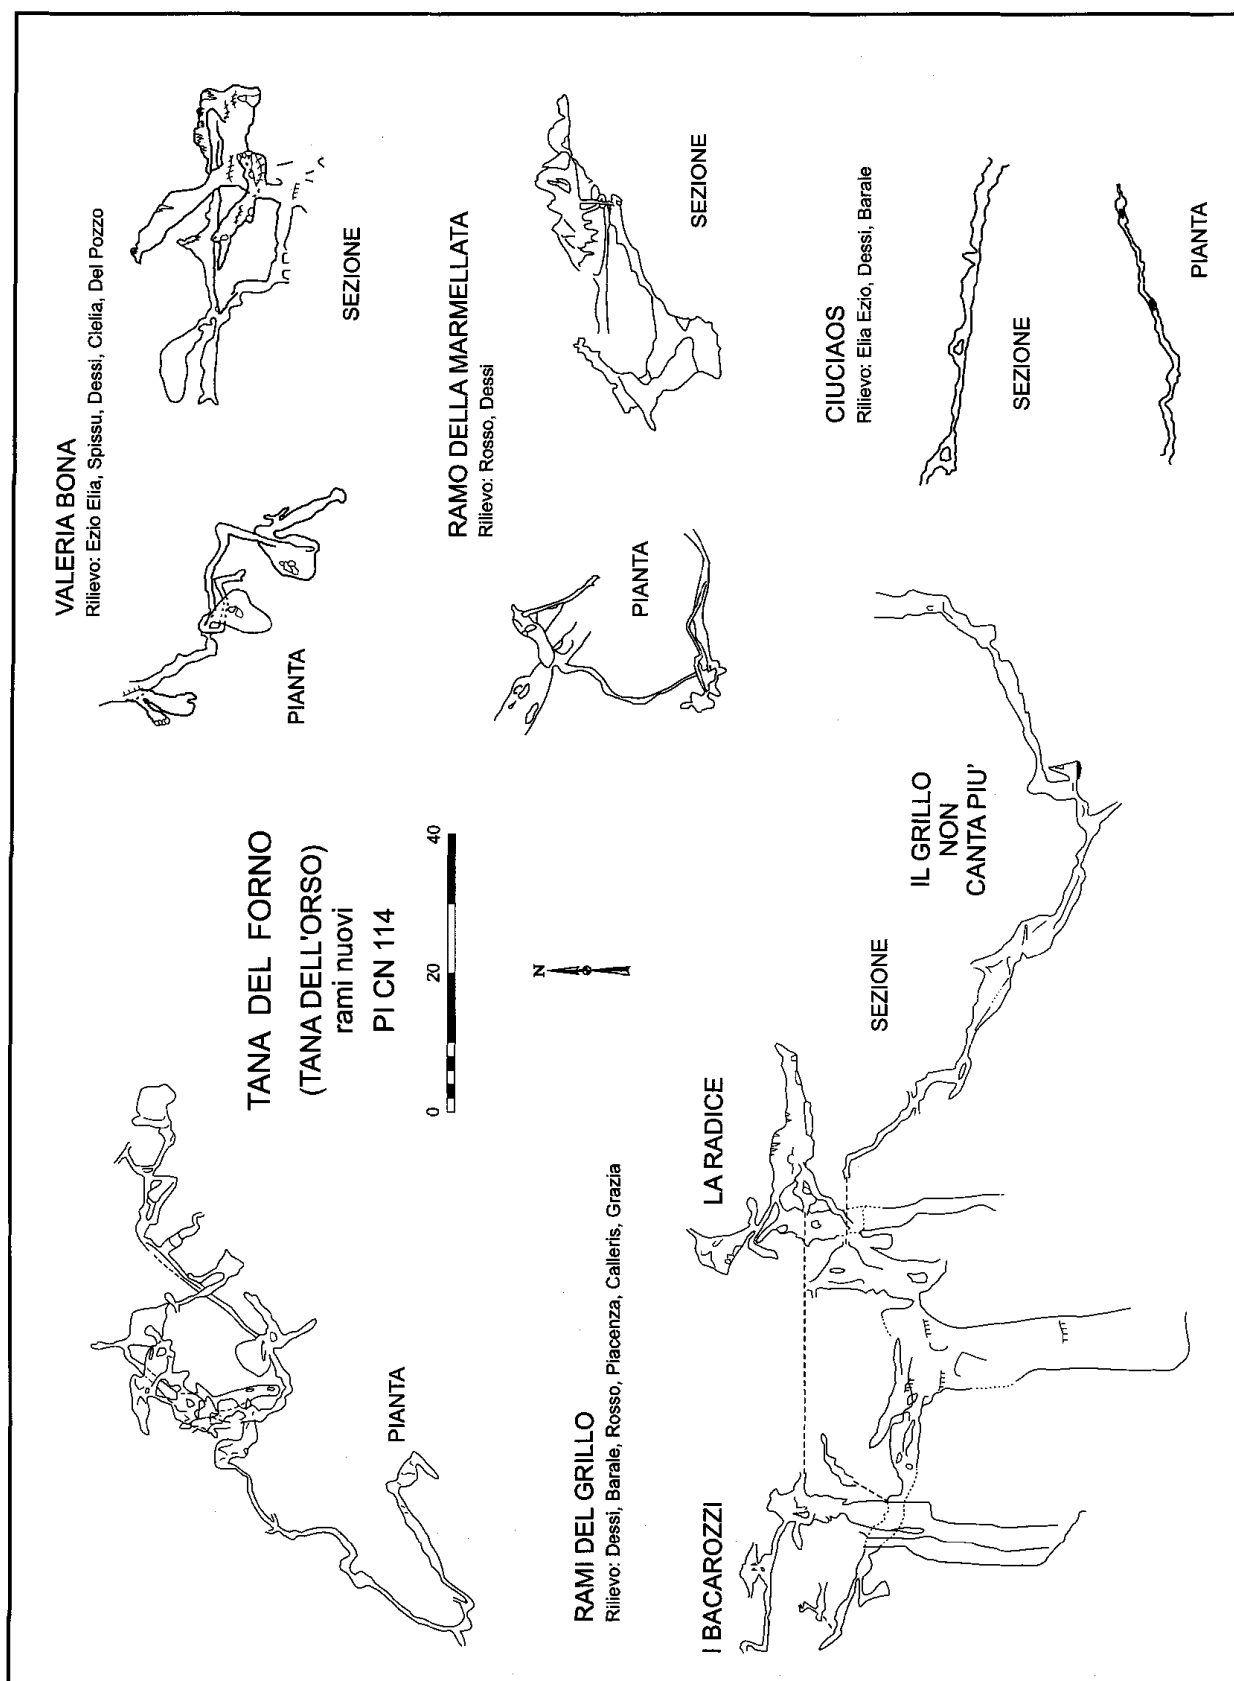 TANA DEL FORNO
(TANA DELL'ORSO)
rami nuovi
PI CN 114
0 20 40
N
PIANTA
VALERIA BONA
Rilievo: Ezio Elia, Spissu, Dessi, Clelia, Del Pozzo
PIANTA
SEZIONE
RAMO DELLA MARMELLATA
Rilievo: Rosso, Dessi
PIANTA
SEZIONE
CIUCIAOS
Rilievo: Elia Ezio, Dessi, Barale
SEZIONE
PIANTA
RAMI DEL GRILLO
Rilievo: Dessi, Barale, Rosso, Piacenza, Calleris, Grazia
I BACAROZZI
LA RADICE
SEZIONE
IL GRILLO
NON
CANTA PIU'